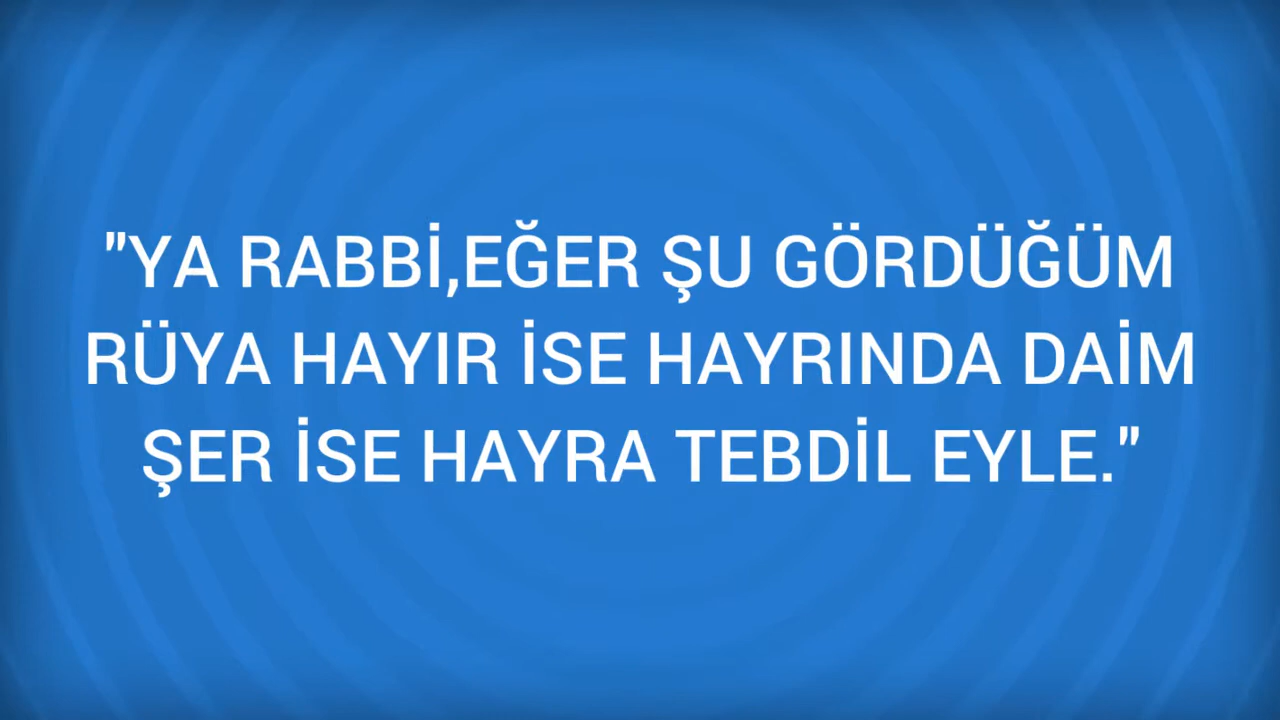 "YA RABBİ,EĞER ŞU GÖRDÜĞÜM
RÜYA HAYIR İSE HAYRINDA DAİM
ŞER İSE HAYRA TEBDİL EYLE."